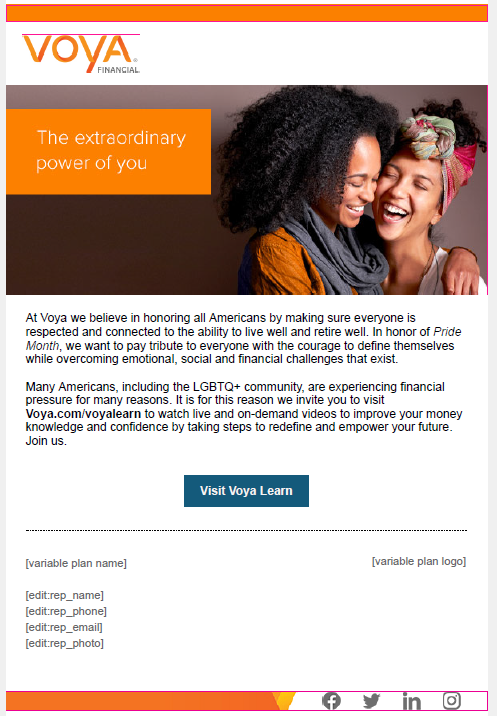 VOYA
FINANCIAL
The extraordinary
power of you
At Voya we believe in honoring all Americans by making sure everyone is
respected and connected to the ability to live well and retire well. In honor of Pride
Month, we want to pay tribute to everyone with the courage to define themselves
while overcoming emotional, social and financial challenges that exist.
Many Americans, including the LGBTQ+ community, are experiencing financial
pressure for many reasons. It is for this reason we invite you to visit
Voya.com/voyalearn to watch live and on-demand videos to improve your money
knowledge and confidence by taking steps to redefine and empower your future.
Join us.
Visit Voya Learn
[variable plan name]
[variable plan logo]
[edit:rep_name]
[edit:rep_phone]
[edit:rep_email]
[edit:rep_photo]